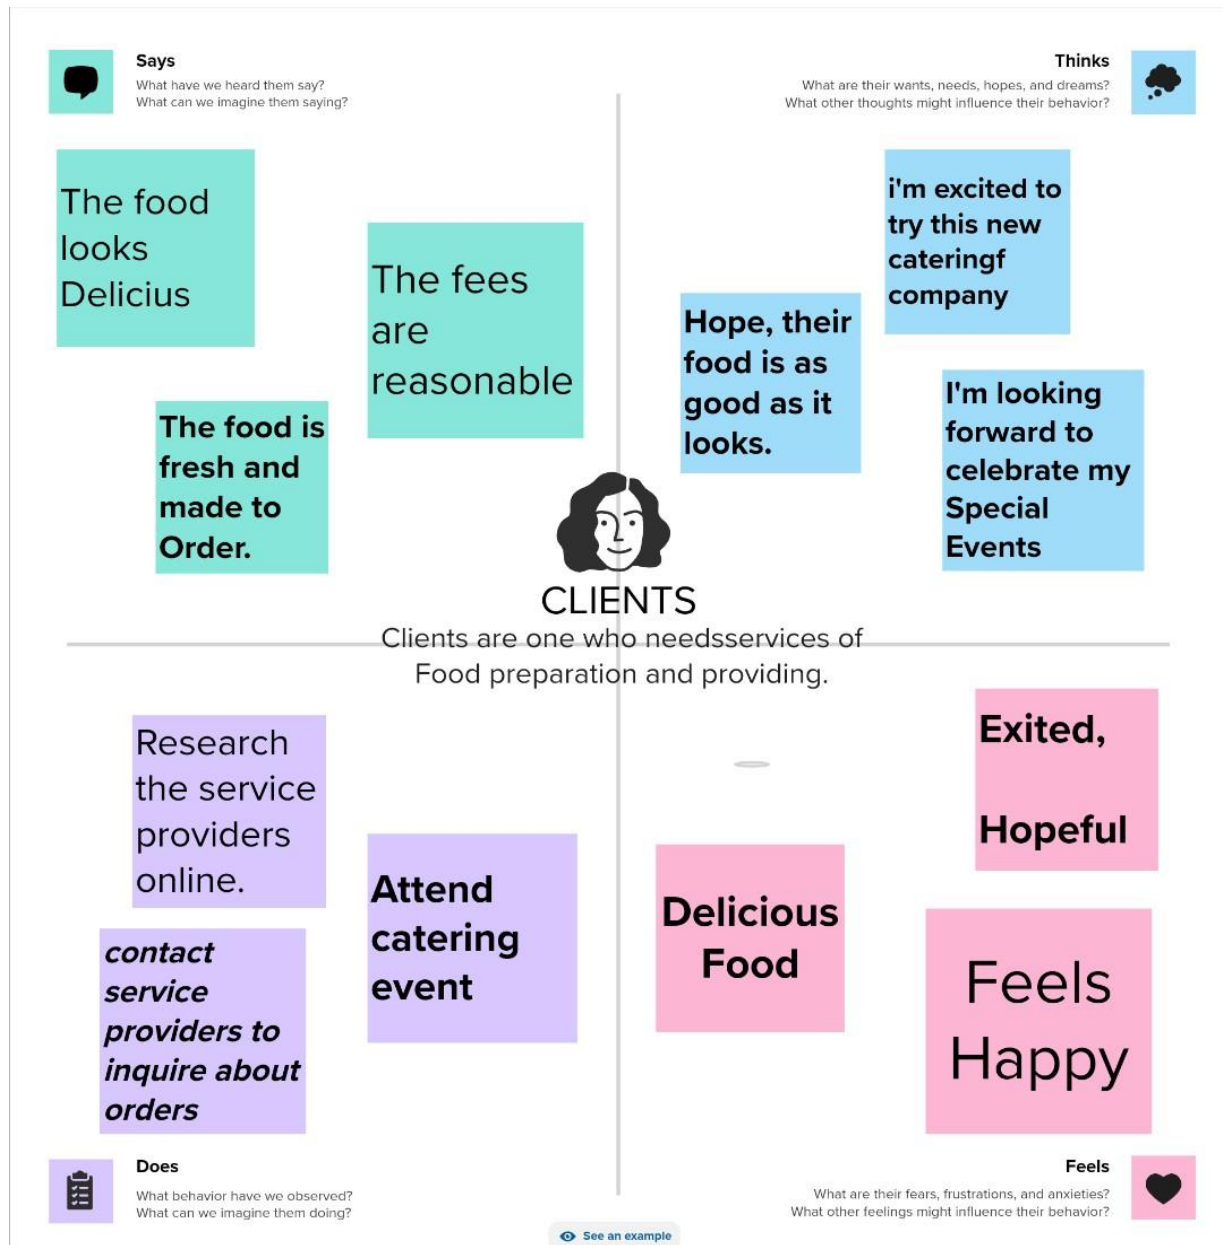 Says
What have we heard them say?
What can we imagine them saying?
Thinks
What are their wants, needs, hopes, and dreams?
What other thoughts might influence their behavior?
The food
looks
Delicius
The fees
are
reasonable
The food is
fresh and
made to
Order.
i'm excited to
try this new
cateringf
company
Hope, their
food is as
good as it
looks.
I'm looking
forward to
celebrate my
Special
Events
CLIENTS
Clients are one who needsservices of
Food preparation and providing.
Research
the service
providers
online.
Attend
catering
event
contact
service
providers to
inquire about
orders
Exited,
Hopeful
Delicious
Food
Feels
Happy
Does
What behavior have we observed?
What can we imagine them doing?
Feels
What are their fears, frustrations, and anxieties?
What other feelings might influence their behavior?
See an example